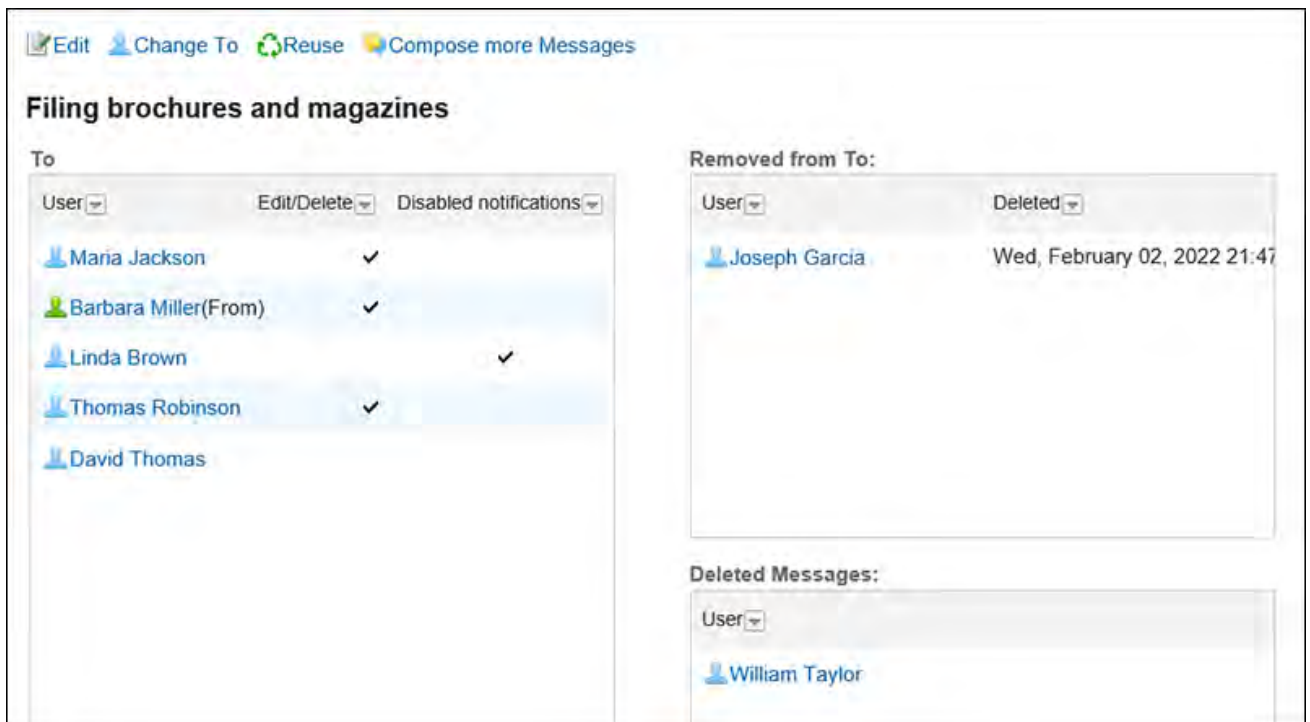 Edit Change To Reuse Compose more Messages
Filing brochures and magazines
To
User Edit/Delete Disabled notifications
Maria Jackson
Barbara Miller(From)
Linda Brown
Thomas Robinson
David Thomas
Removed from To:
User Deleted
Joseph Garcia Wed, February 02, 2022 21:47
Deleted Messages:
User
William Taylor